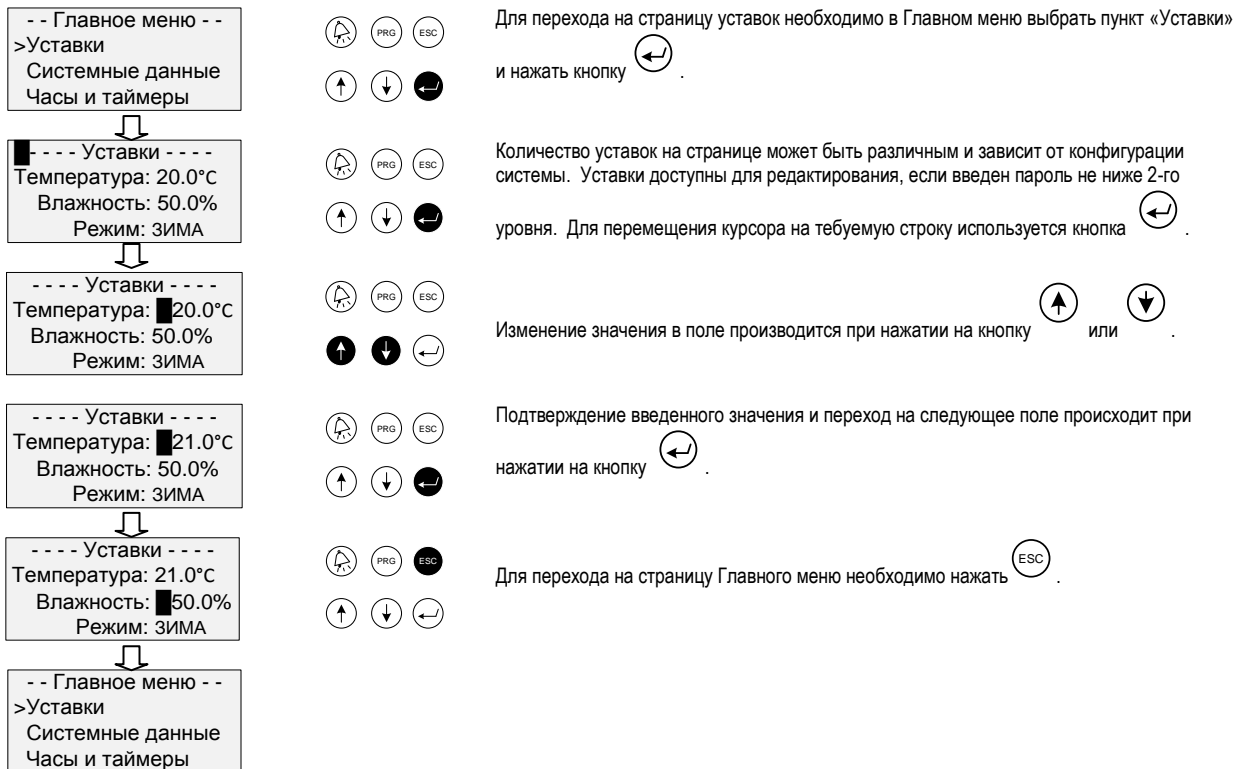 - - Главное меню - -
>Уставки
Системные данные
Часы и таймеры
PRG ESC
Для перехода на страницу уставок необходимо в Главном меню выбрать пункт «Уставки»
и нажать кнопку .
- - - - Уставки - - - -
Температура: 20.0°C
Влажность: 50.0%
Режим: ЗИМА
PRG ESC
Количество уставок на странице может быть различным и зависит от конфигурации
системы. Уставки доступны для редактирования, если введен пароль не ниже 2-го
уровня. Для перемещения курсора на тебуемую строку используется кнопка .
- - - - Уставки - - - -
Температура: 20.0°C
Влажность: 50.0%
Режим: ЗИМА
PRG ESC
Изменение значения в поле производится при нажатии на кнопку или .
- - - - Уставки - - - -
Температура: 21.0°C
Влажность: 50.0%
Режим: ЗИМА
PRG ESC
Подтверждение введенного значения и переход на следующее поле происходит при
нажатии на кнопку .
- - - - Уставки - - - -
Температура: 21.0°C
Влажность: 50.0%
Режим: ЗИМА
PRG ESC
Для перехода на страницу Главного меню необходимо нажать ESC .
- - Главное меню - -
>Уставки
Системные данные
Часы и таймеры